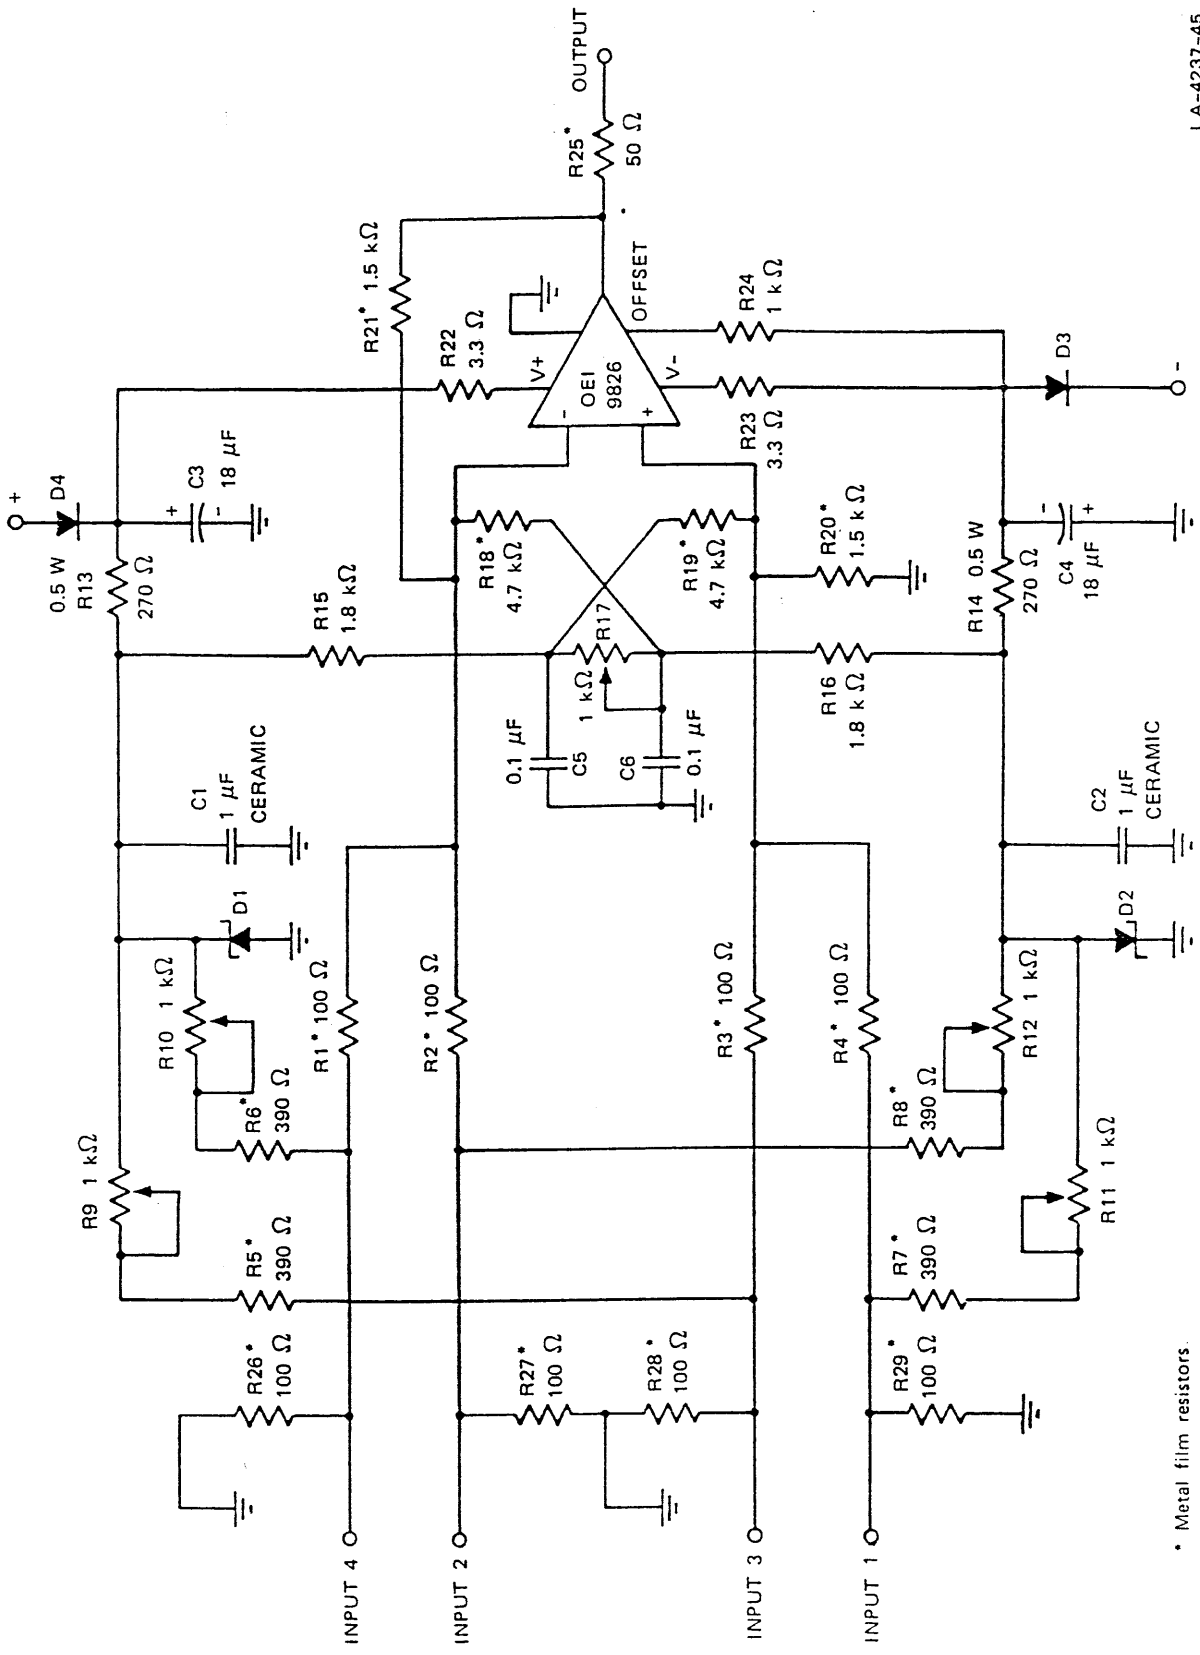 OUTPUT
R25*
50 Ω
R21* 1.5 kΩ
R22
3.3 Ω
V+
OEI
9826
-
+
V-
OFFSET
R24
1 kΩ
R23
3.3 Ω
D3
-
+
D4
0.5 W
R13
270 Ω
+
-
C3
18 µF
R15
1.8 kΩ
R18*
4.7 kΩ
R19*
4.7 kΩ
R17
1 kΩ
R20*
1.5 kΩ
R14 0.5 W
270 Ω
-
+
C4
18 µF
R16
1.8 kΩ
0.1 µF
C5
C6
0.1 µF
C1
1 µF
CERAMIC
C2
1 µF
CERAMIC
D1
D2
R10 1 kΩ
R1* 100 Ω
R2* 100 Ω
R3* 100 Ω
R4* 100 Ω
R12 1 kΩ
R9 1 kΩ
R6*
390 Ω
R8*
390 Ω
R11 1 kΩ
R5*
390 Ω
R7*
390 Ω
R26*
100 Ω
R27*
100 Ω
R28*
100 Ω
R29*
100 Ω
INPUT 4
INPUT 2
INPUT 3
INPUT 1
* Metal film resistors.
LA-4237-45